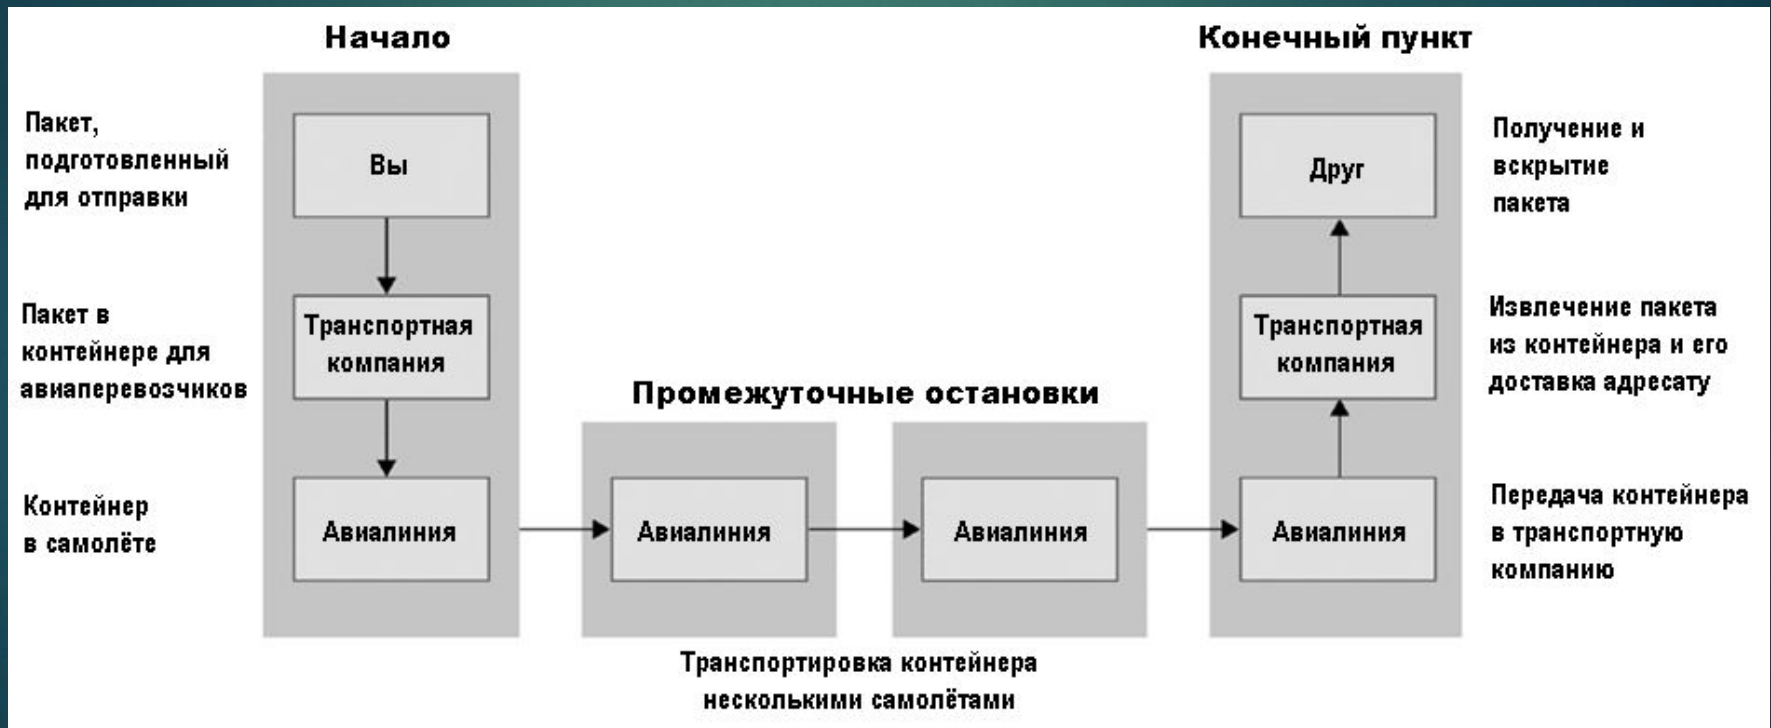 Начало
Конечный пункт
Пакет,
подготовленный
для отправки
Вы
Друг
Получение и
вскрытие
пакета
Пакет в
контейнере для
авиаперевозчиков
Транспортная
компания
Транспортная
компания
Извлечение пакета
из контейнера и его
доставка адресату
Промежуточные остановки
Контейнер
в самолёте
Авиалиния
Авиалиния
Авиалиния
Авиалиния
Передача контейнера
в транспортную
компанию
Транспортировка контейнера
несколькими самолётами